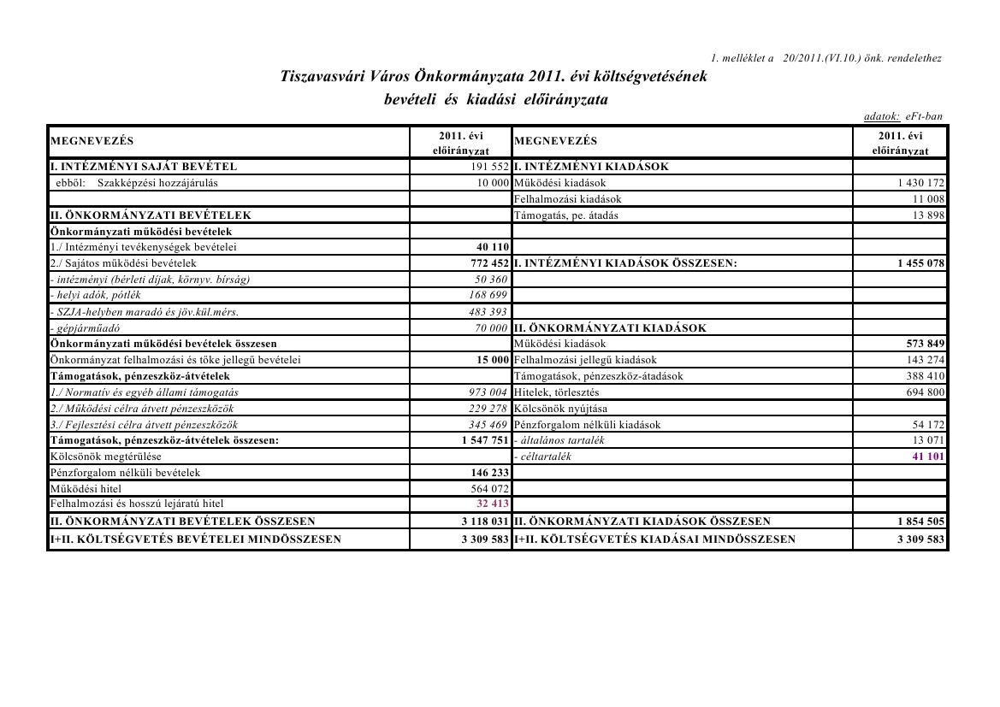 1. melléklet a 20/2011.(VI.10.) önk. rendelethez
Tiszavasvári Város Önkormányzata 2011. évi költségvetésének
bevételi és kiadási előirányzata
adatok: eFt-ban
MEGNEVEZÉS 2011. évi előirányzat MEGNEVEZÉS 2011. évi előirányzat
I. INTÉZMÉNYI SAJÁT BEVÉTEL 191 552 I. INTÉZMÉNYI KIADÁSOK
ebből: Szakképzési hozzájárulás 10 000 Működési kiadások 1 430 172
Felhalmozási kiadások 11 008
II. ÖNKORMÁNYZATI BEVÉTELEK Támogatás, pe. átadás 13 898
Önkormányzati működési bevételek
1./ Intézményi tevékenységek bevételei 40 110
2./ Sajátos működési bevételek 772 452 I. INTÉZMÉNYI KIADÁSOK ÖSSZESEN: 1 455 078
- intézményi (bérleti díjak, környv. bírság) 50 360
- helyi adók, pótlék 168 699
- SZJA-helyben maradó és jöv.kül.mérs. 483 393
- gépjárműadó 70 000 II. ÖNKORMÁNYZATI KIADÁSOK
Önkormányzati működési bevételek összesen Működési kiadások 573 849
Önkormányzat felhalmozási és tőke jellegű bevételei 15 000 Felhalmozási jellegű kiadások 143 274
Támogatások, pénzeszköz-átvételek Támogatások, pénzeszköz-átadások 388 410
1./ Normatív és egyéb állami támogatás 973 004 Hitelek, törlesztés 694 800
2./ Működési célra átvett pénzeszközök 229 278 Kölcsönök nyújtása
3./ Fejlesztési célra átvett pénzeszközök 345 469 Pénzforgalom nélküli kiadások 54 172
Támogatások, pénzeszköz-átvételek összesen: 1 547 751 - általános tartalék 13 071
Kölcsönök megtérülése - céltartalék 41 101
Pénzforgalom nélküli bevételek 146 233
Működési hitel 564 072
Felhalmozási és hosszú lejáratú hitel 32 413
II. ÖNKORMÁNYZATI BEVÉTELEK ÖSSZESEN 3 118 031 II. ÖNKORMÁNYZATI KIADÁSOK ÖSSZESEN 1 854 505
I+II. KÖLTSÉGVETÉS BEVÉTELEI MINDÖSSZESEN 3 309 583 I+II. KÖLTSÉGVETÉS KIADÁSAI MINDÖSSZESEN 3 309 583